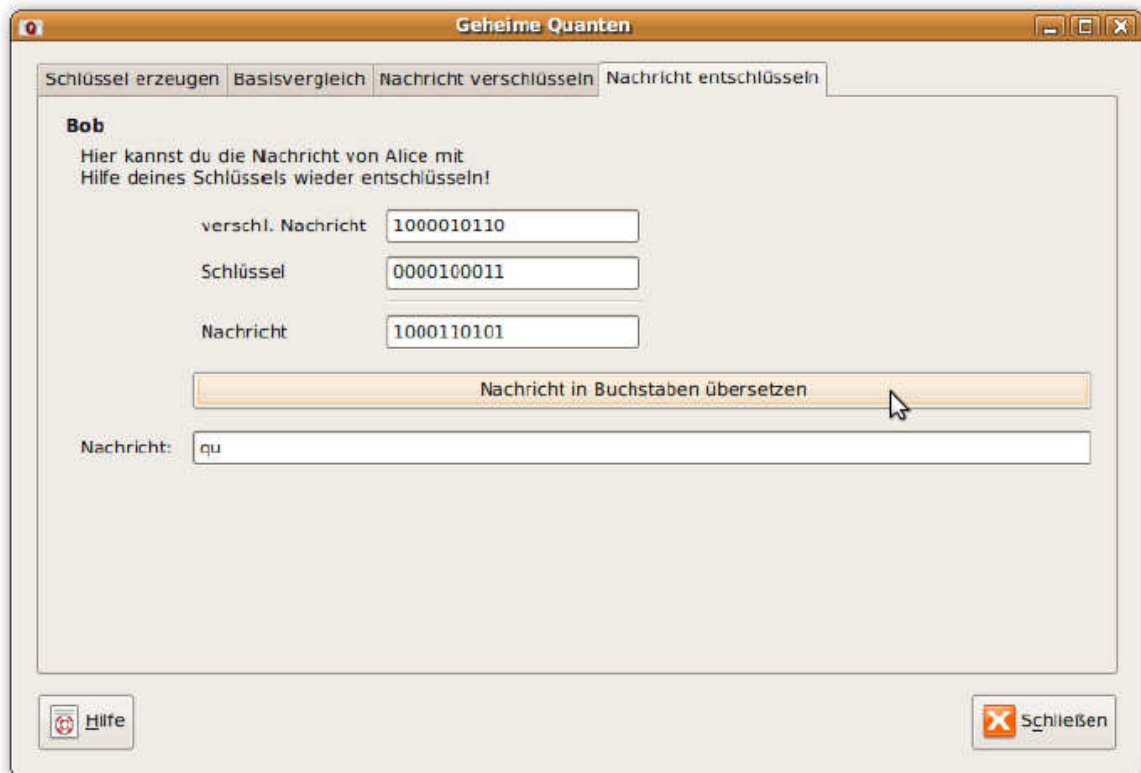 Geheime Quanten
Schlüssel erzeugen Basisvergleich Nachricht verschlüsseln Nachricht entschlüsseln
Bob
Hier kannst du die Nachricht von Alice mit
Hilfe deines Schlüssels wieder entschlüsseln!
verschl. Nachricht 1000010110
Schlüssel 0000100011
Nachricht 1000110101
Nachricht in Buchstaben übersetzen
Nachricht: qu
Hilfe Schließen